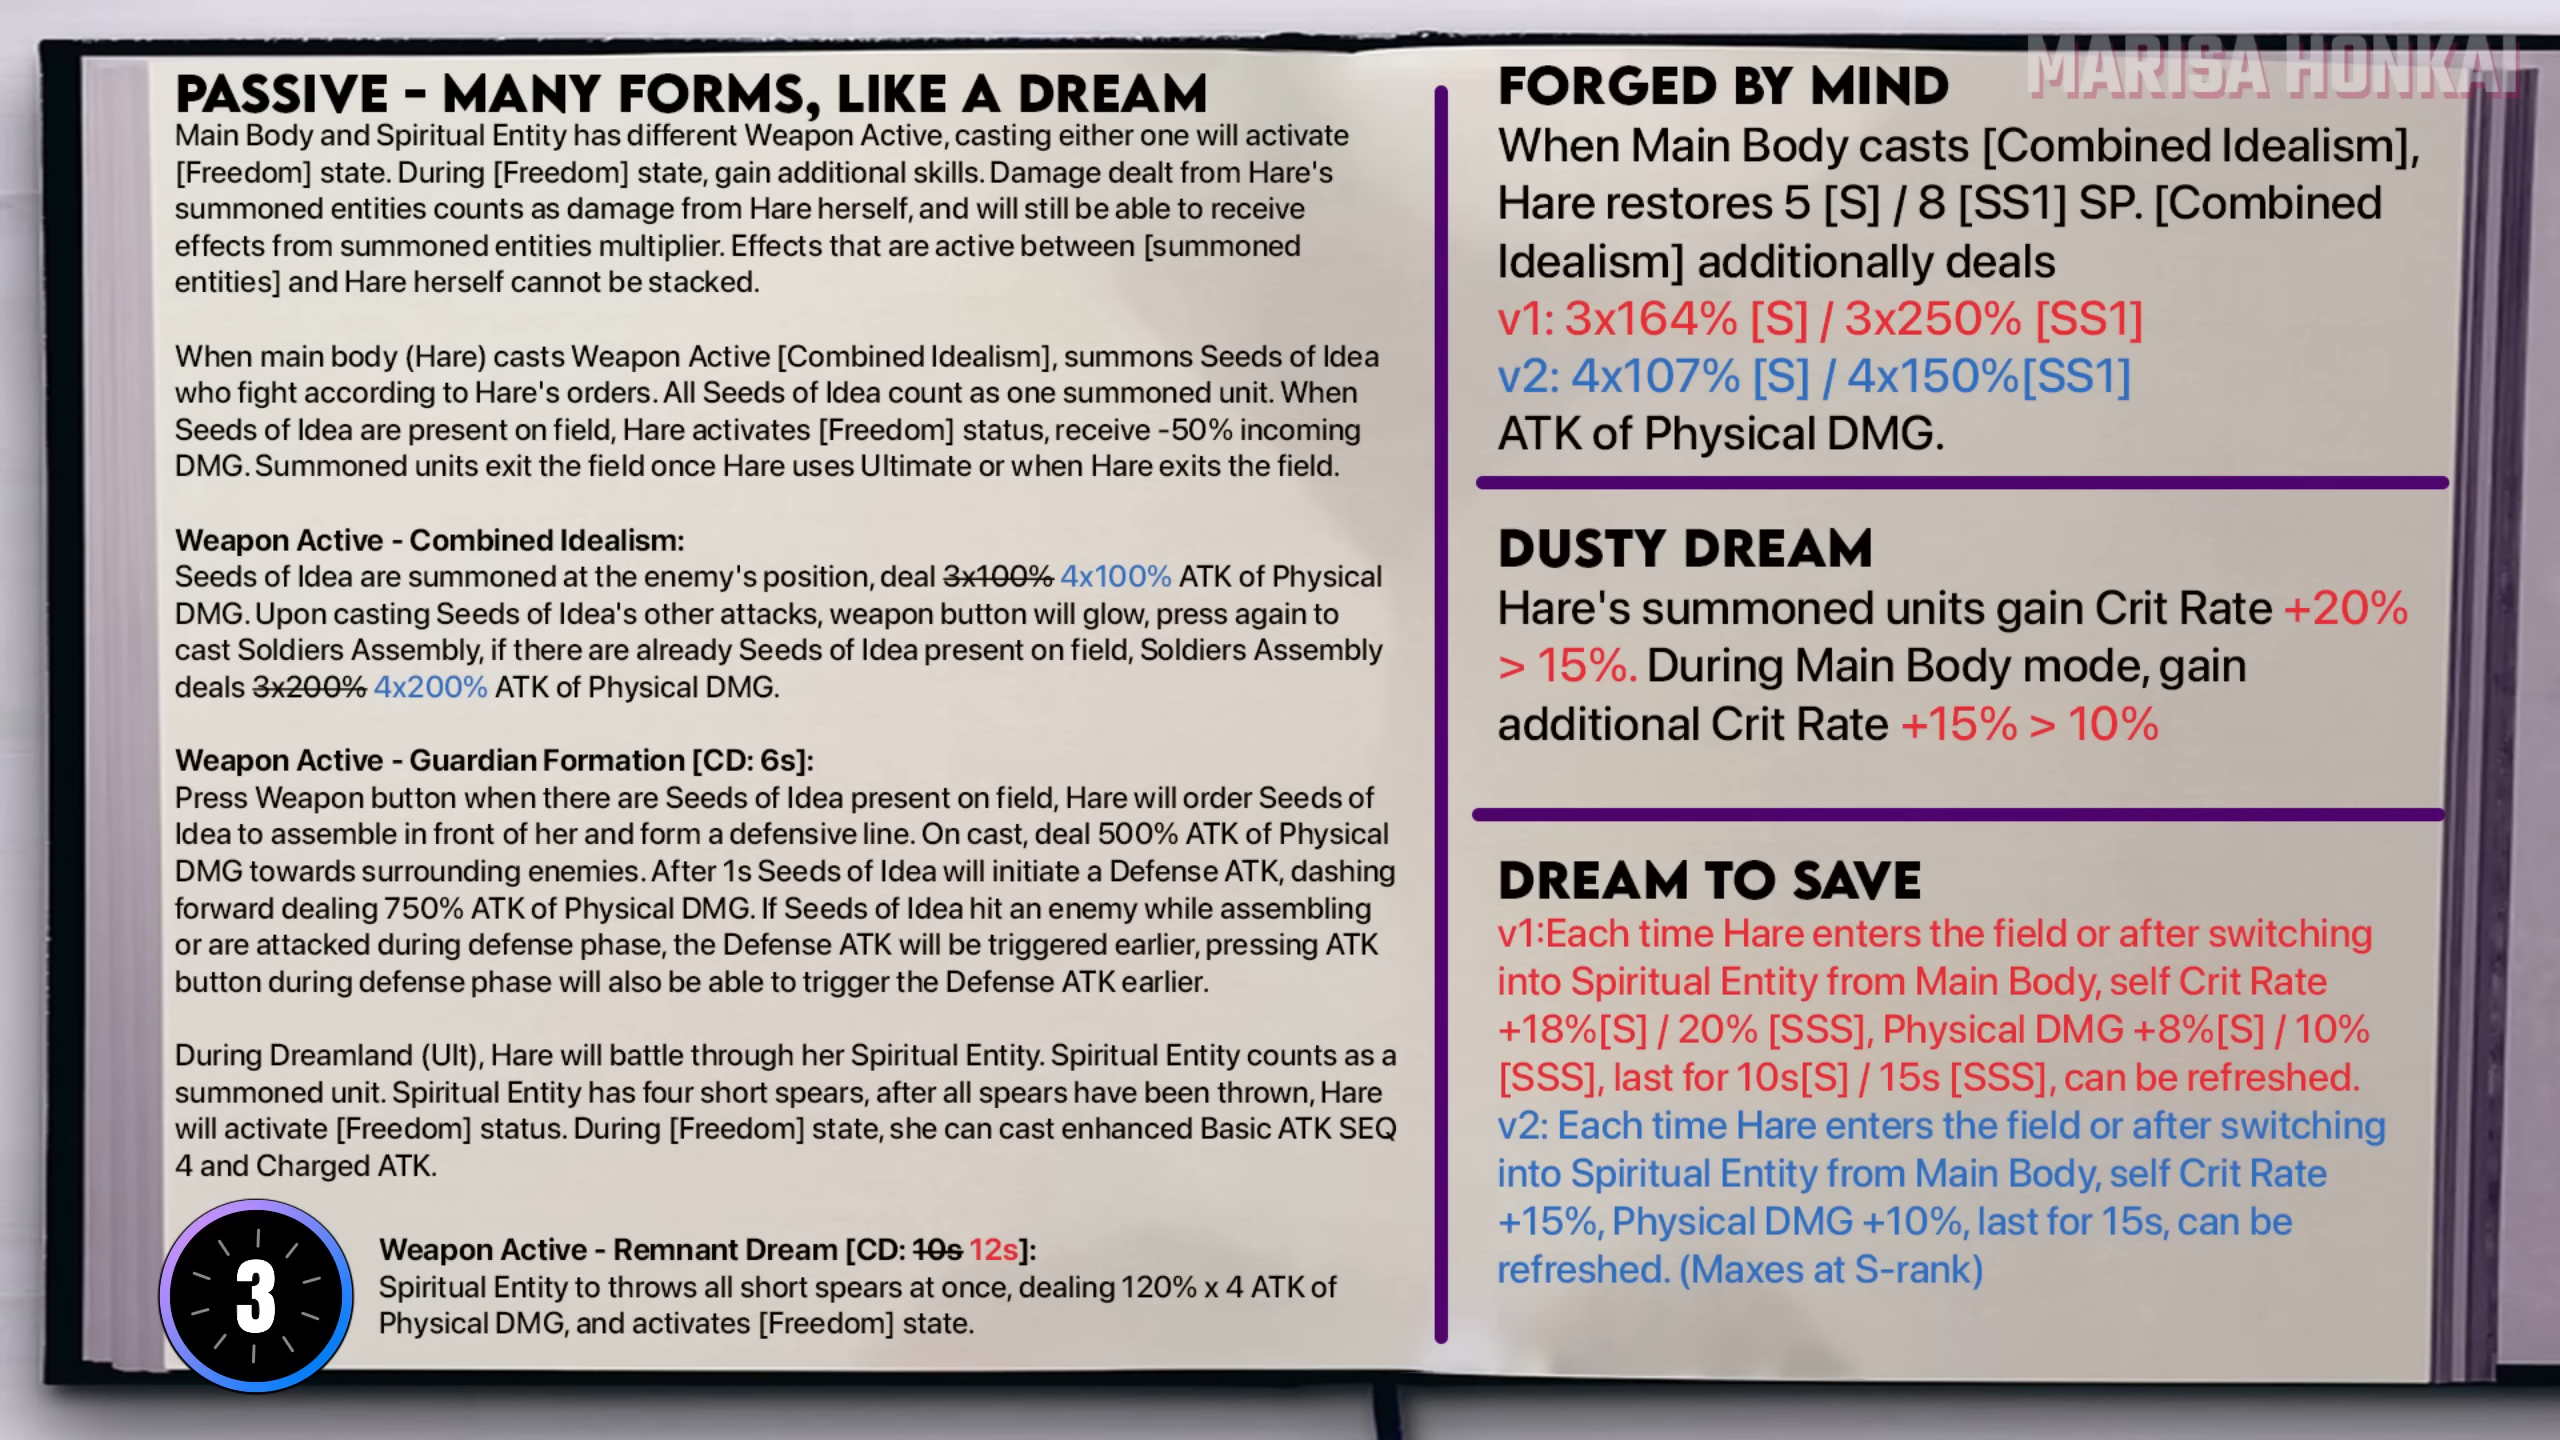 MARISA HONKAI
PASSIVE - MANY FORMS, LIKE A DREAM
Main Body and Spiritual Entity has different Weapon Active, casting either one will activate
[Freedom] state. During [Freedom] state, gain additional skills. Damage dealt from Hare's
summoned entities counts as damage from Hare herself, and will still be able to receive
effects from summoned entities multiplier. Effects that are active between [summoned
entities] and Hare herself cannot be stacked.
When main body (Hare) casts Weapon Active [Combined Idealism], summons Seeds of Idea
who fight according to Hare's orders. All Seeds of Idea count as one summoned unit. When
Seeds of Idea are present on field, Hare activates [Freedom] status, receive -50% incoming
DMG. Summoned units exit the field once Hare uses Ultimate or when Hare exits the field.
Weapon Active - Combined Idealism:
Seeds of Idea are summoned at the enemy's position, deal 3x100% 4x100% ATK of Physical
DMG. Upon casting Seeds of Idea's other attacks, weapon button will glow, press again to
cast Soldiers Assembly, if there are already Seeds of Idea present on field, Soldiers Assembly
deals 3x200% 4x200% ATK of Physical DMG.
Weapon Active - Guardian Formation [CD: 6s]:
Press Weapon button when there are Seeds of Idea present on field, Hare will order Seeds of
Idea to assemble in front of her and form a defensive line. On cast, deal 500% ATK of Physical
DMG towards surrounding enemies. After 1s Seeds of Idea will initiate a Defense ATK, dashing
forward dealing 750% ATK of Physical DMG. If Seeds of Idea hit an enemy while assembling
or are attacked during defense phase, the Defense ATK will be triggered earlier, pressing ATK
button during defense phase will also be able to trigger the Defense ATK earlier.
During Dreamland (Ult), Hare will battle through her Spiritual Entity. Spiritual Entity counts as a
summoned unit. Spiritual Entity has four short spears, after all spears have been thrown, Hare
will activate [Freedom] status. During [Freedom] state, she can cast enhanced Basic ATK SEQ
4 and Charged ATK.
3
Weapon Active - Remnant Dream [CD: 10s 12s]:
Spiritual Entity to throws all short spears at once, dealing 120% x 4 ATK of
Physical DMG, and activates [Freedom] state.
FORGED BY MIND
When Main Body casts [Combined Idealism],
Hare restores 5 [S] / 8 [SS1] SP. [Combined
Idealism] additionally deals
v1: 3x164% [S] / 3x250% [SS1]
v2: 4x107% [S] / 4x150%[SS1]
ATK of Physical DMG.
DUSTY DREAM
Hare's summoned units gain Crit Rate +20%
> 15%. During Main Body mode, gain
additional Crit Rate +15% > 10%
DREAM TO SAVE
v1:Each time Hare enters the field or after switching
into Spiritual Entity from Main Body, self Crit Rate
+18%[S] / 20% [SSS], Physical DMG +8%[S] / 10%
[SSS], last for 10s[S] / 15s [SSS], can be refreshed.
v2: Each time Hare enters the field or after switching
into Spiritual Entity from Main Body, self Crit Rate
+15%, Physical DMG +10%, last for 15s, can be
refreshed. (Maxes at S-rank)